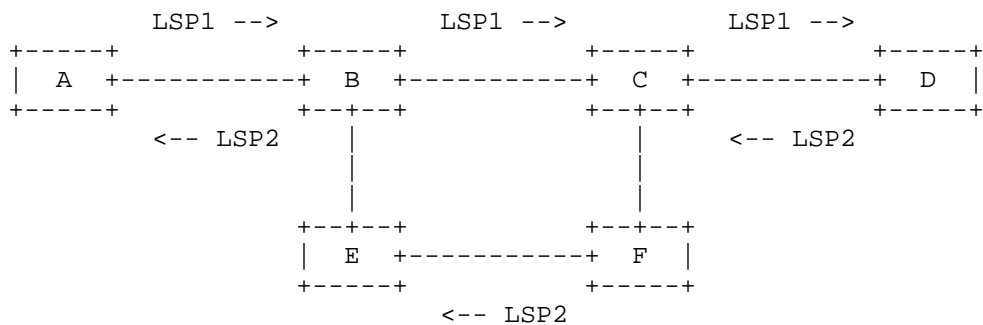 LSP1 --> LSP1 --> LSP1 -->
A B C D
<-- LSP2 <-- LSP2
E F
<-- LSP2